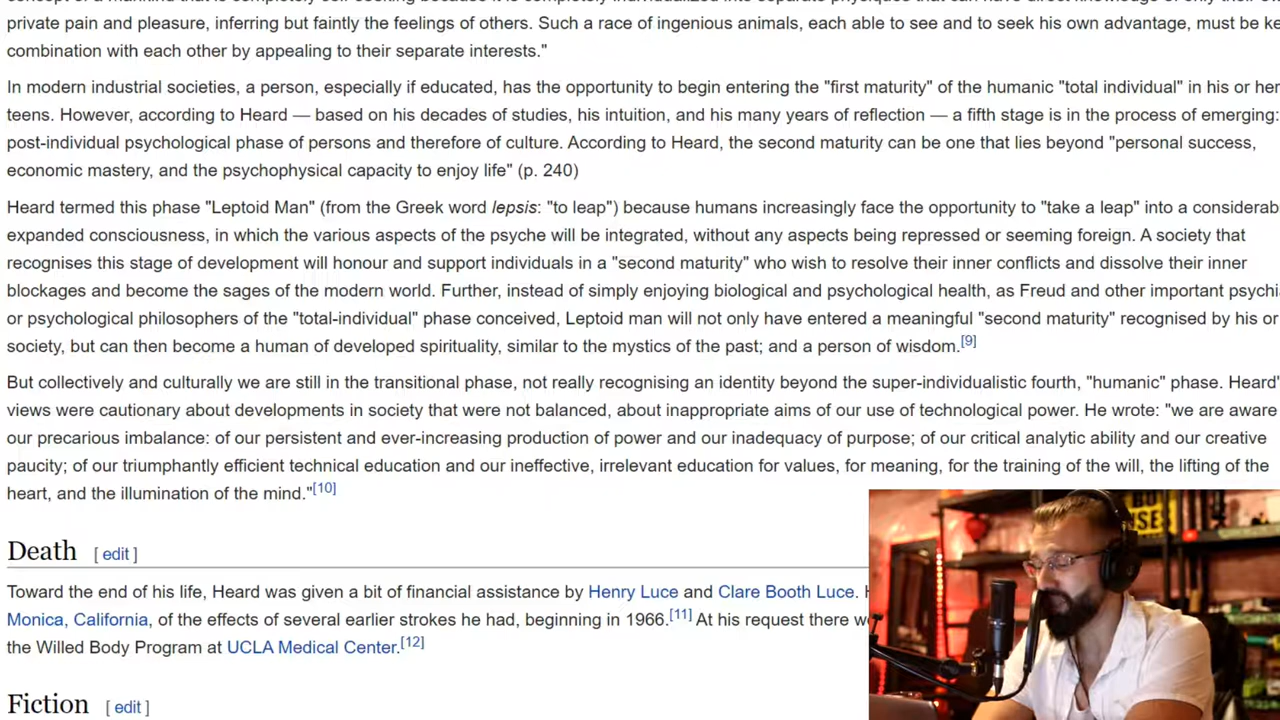 private pain and pleasure, inferring but faintly the feelings of others. Such a race of ingenious animals, each able to see and to seek his own advantage, must be
combination with each other by appealing to their separate interests."
In modern industrial societies, a person, especially if educated, has the opportunity to begin entering the "first maturity" of the humanic "total individual" in his or her
teens. However, according to Heard — based on his decades of studies, his intuition, and his many years of reflection — a fifth stage is in the process of emerging:
post-individual psychological phase of persons and therefore of culture. According to Heard, the second maturity can be one that lies beyond "personal success,
economic mastery, and the psychophysical capacity to enjoy life" (p. 240)
Heard termed this phase "Leptoid Man" (from the Greek word lepsis: "to leap") because humans increasingly face the opportunity to "take a leap" into a considerab
expanded consciousness, in which the various aspects of the psyche will be integrated, without any aspects being repressed or seeming foreign. A society that
recognises this stage of development will honour and support individuals in a "second maturity" who wish to resolve their inner conflicts and dissolve their inner
blockages and become the sages of the modern world. Further, instead of simply enjoying biological and psychological health, as Freud and other important psychi
or psychological philosophers of the "total-individual" phase conceived, Leptoid man will not only have entered a meaningful "second maturity" recognised by his or
society, but can then become a human of developed spirituality, similar to the mystics of the past; and a person of wisdom.[9]
But collectively and culturally we are still in the transitional phase, not really recognising an identity beyond the super-individualistic fourth, "humanic" phase. Heard'
views were cautionary about developments in society that were not balanced, about inappropriate aims of our use of technological power. He wrote: "we are aware
our precarious imbalance: of our persistent and ever-increasing production of power and our inadequacy of purpose; of our critical analytic ability and our creative
paucity; of our triumphantly efficient technical education and our ineffective, irrelevant education for values, for meaning, for the training of the will, the lifting of the
heart, and the illumination of the mind."[10]
Death [ edit ]
Toward the end of his life, Heard was given a bit of financial assistance by Henry Luce and Clare Booth Luce.
Monica, California, of the effects of several earlier strokes he had, beginning in 1966.[11] At his request there
the Willed Body Program at UCLA Medical Center.[12]
Fiction [ edit ]